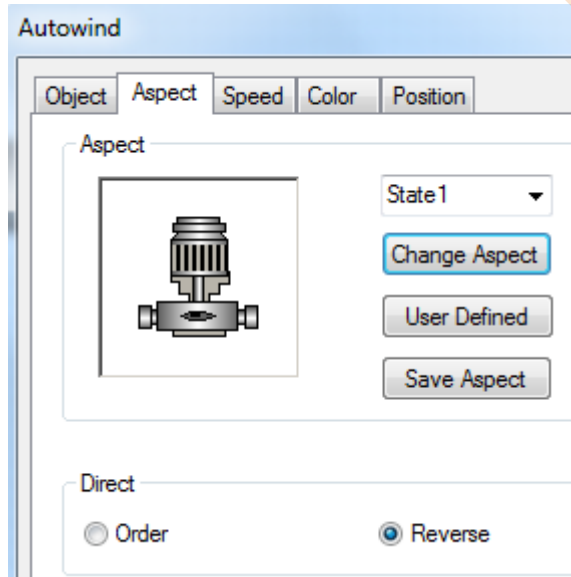 Autowind
Object Aspect Speed Color Position
Aspect
State1
Change Aspect
User Defined
Save Aspect
Direct
Order Reverse